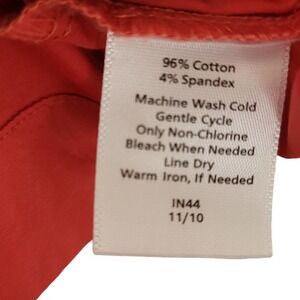 96% Cotton
4% Spandex
Machine Wash Cold
Gentle Cycle
Only Non-Chlorine
Bleach When Needed
Line Dry
Warm Iron, If Needed
IN44
11/10